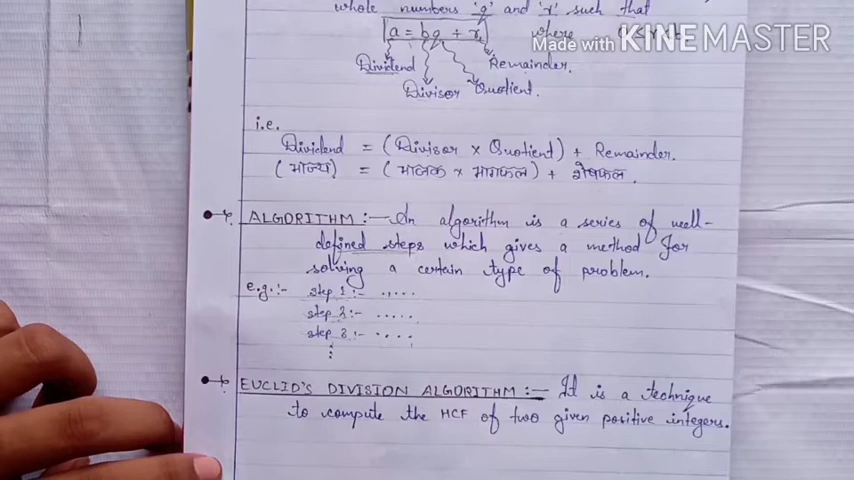 whole numbers 'q' and 'r' such that
a = bq + r, where
Made with KINEMASTER
Dividend Remainder.
Divisor Quotient.
i.e.
Dividend = (Divisor × Quotient) + Remainder.
(भाज्य) = (भाजक × भागफल) + शेषफल.
ALGORITHM :- An algorithm is a series of well-
defined steps which gives a method for
solving a certain type of problem.
e.g.:- Step 1 :- .....
Step 2 :- .....
Step 3 :- ....
EUCLID'S DIVISION ALGORITHM :- It is a technique
to compute the HCF of two given positive integers.